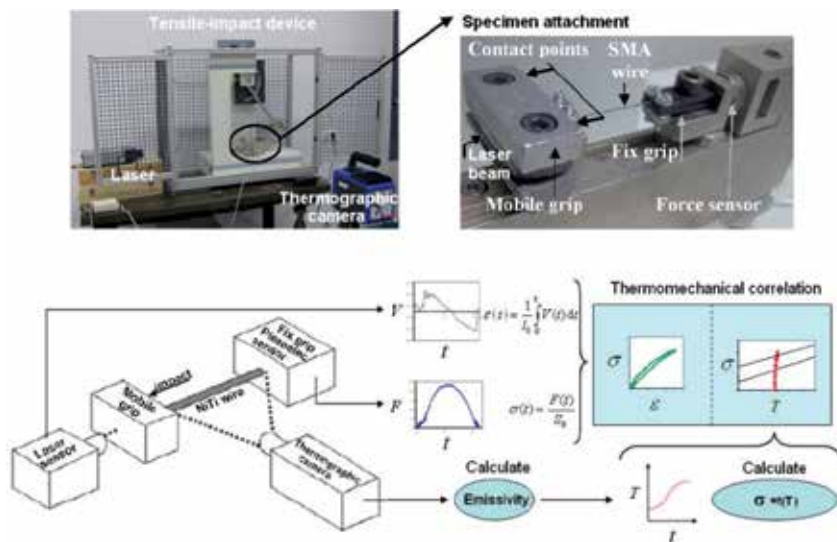 Tensile-impact device
Laser
Thermographic
camera
Specimen attachment
Contact points
SMA
wire
Laser
beam
Fix grip
Mobile grip
Force sensor
Fix grip
Piezoelec.
sensor
Impact
Mobile
grip
NiTi wire
Laser
sensor
Thermographic
camera
V
t
F
t
Thermomechanical correlation
σ
ε
σ
T
Calculate
Emissivity
T
t
Calculate
σ =f(T)